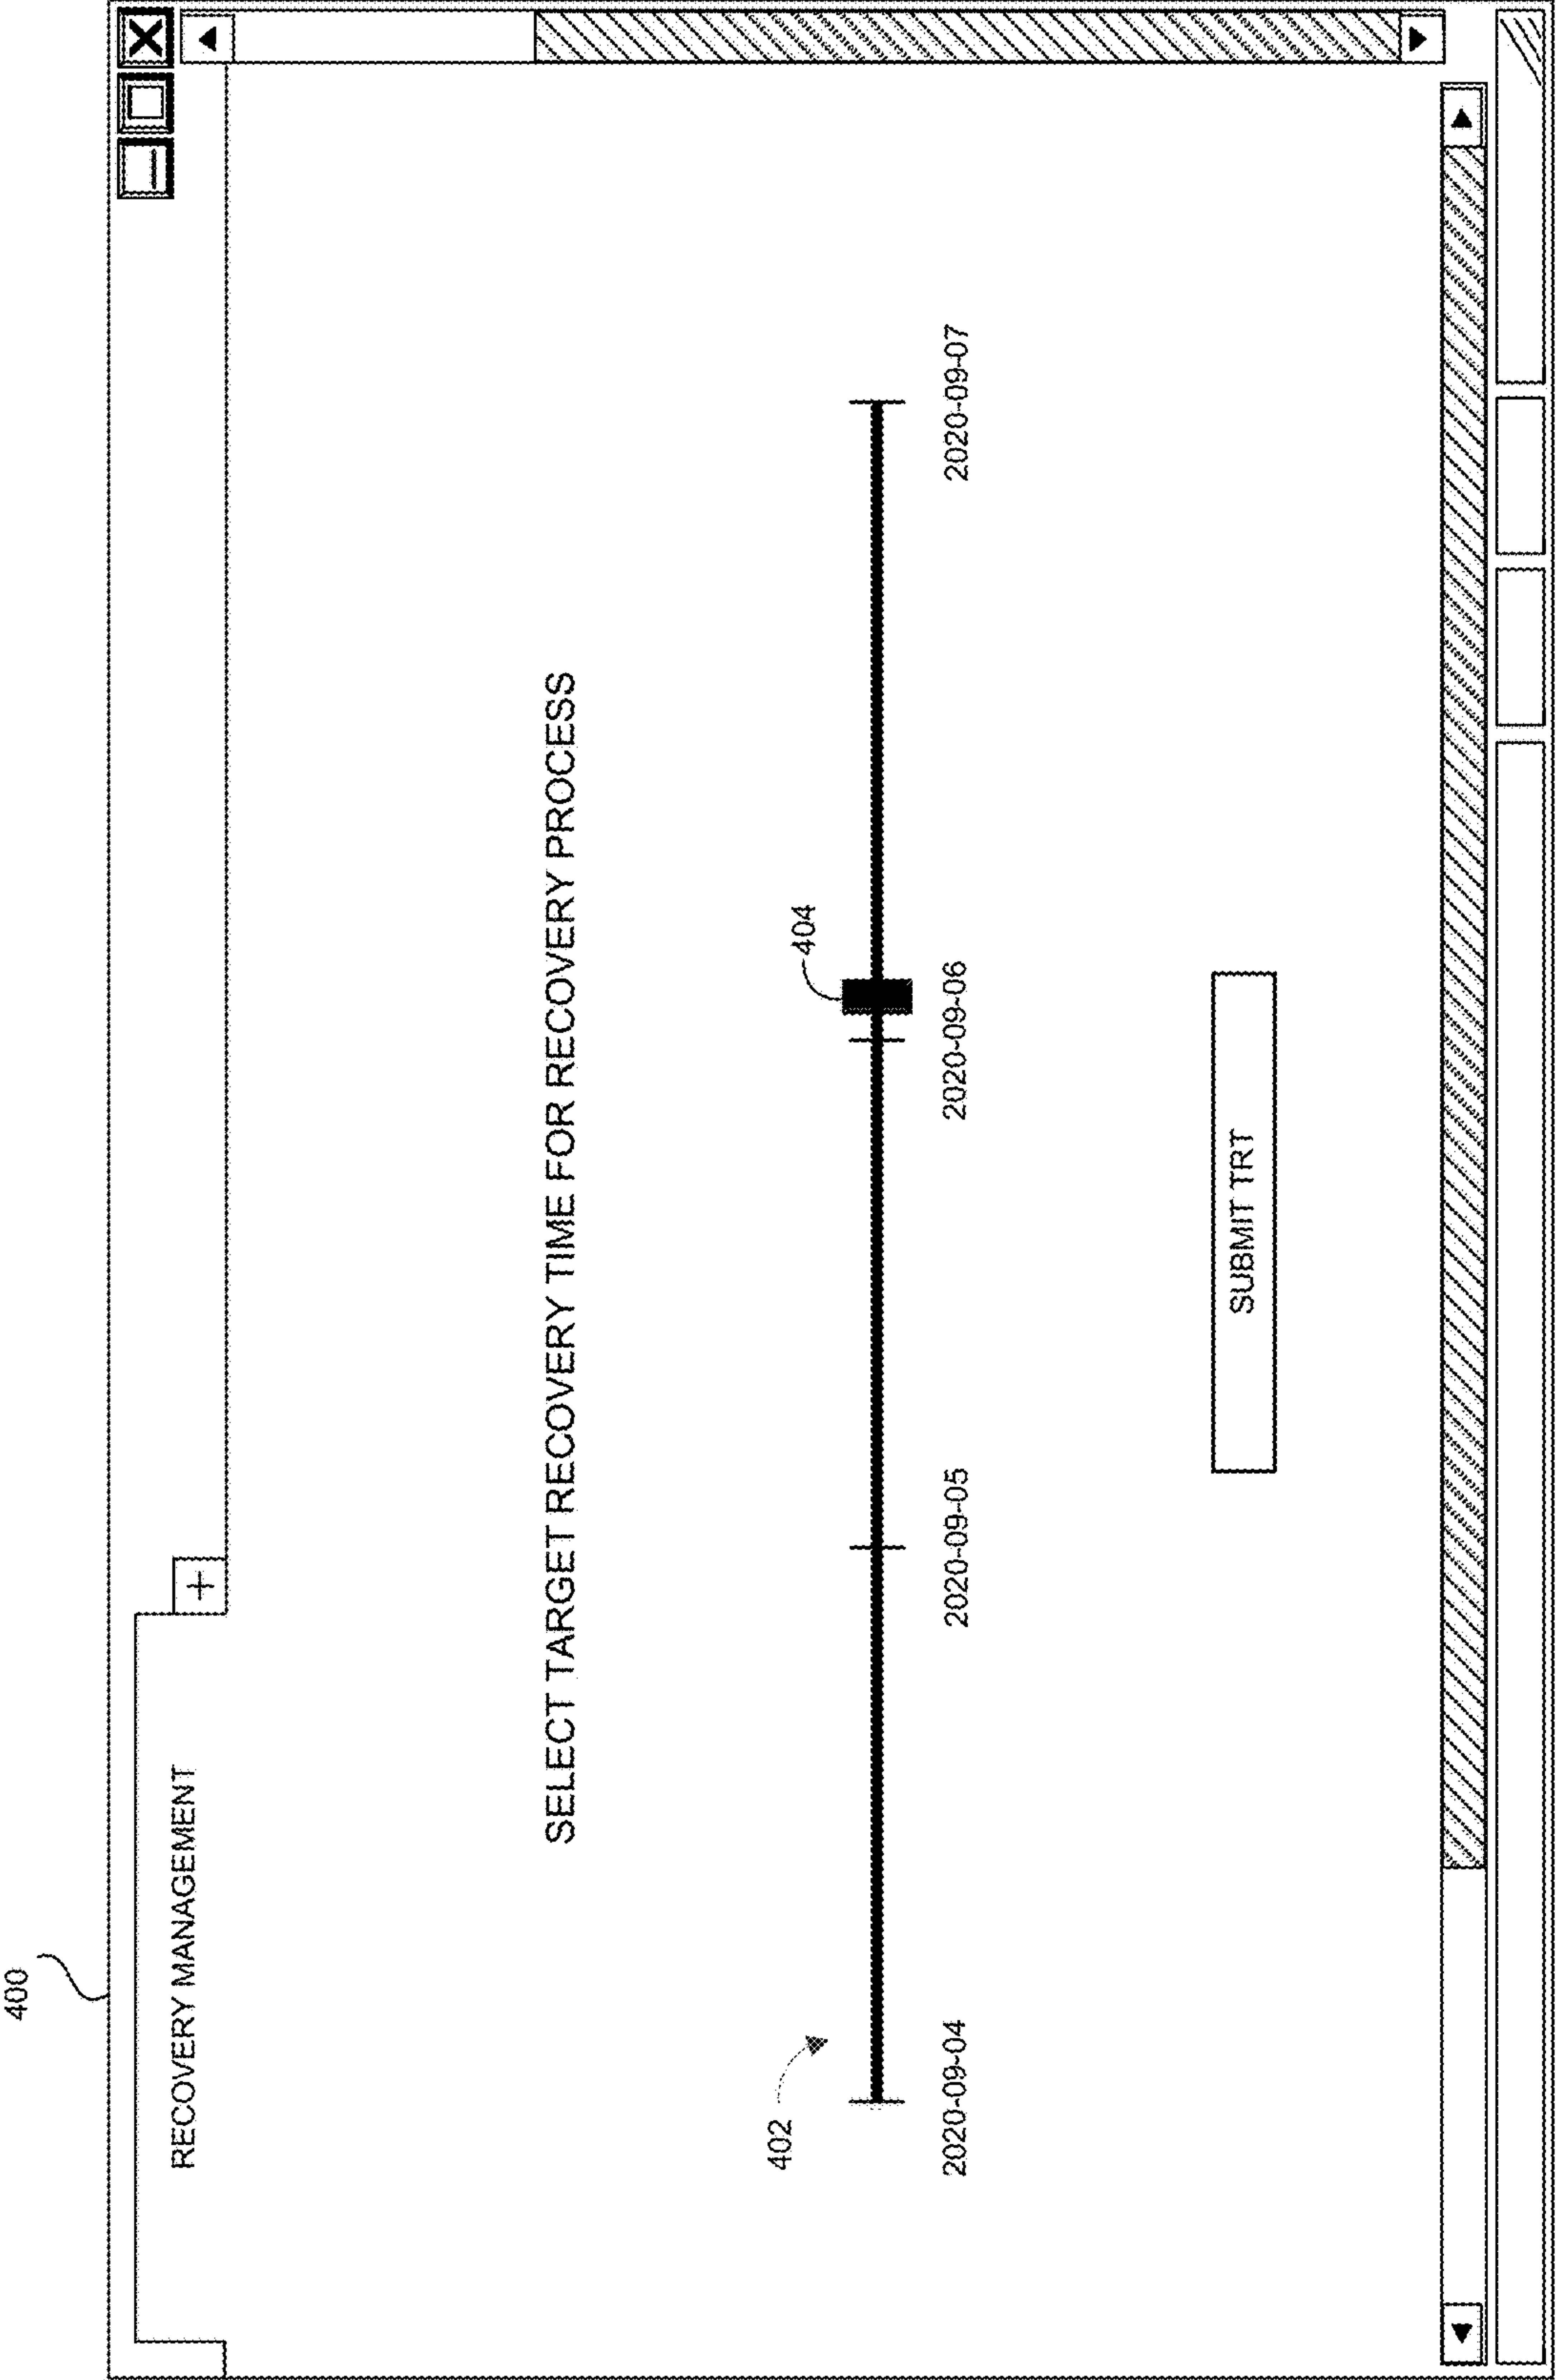 400
RECOVERY MANAGEMENT
+
SELECT TARGET RECOVERY TIME FOR RECOVERY PROCESS
402
404
2020-09-04
2020-09-05
2020-09-06
2020-09-07
SUBMIT TRT